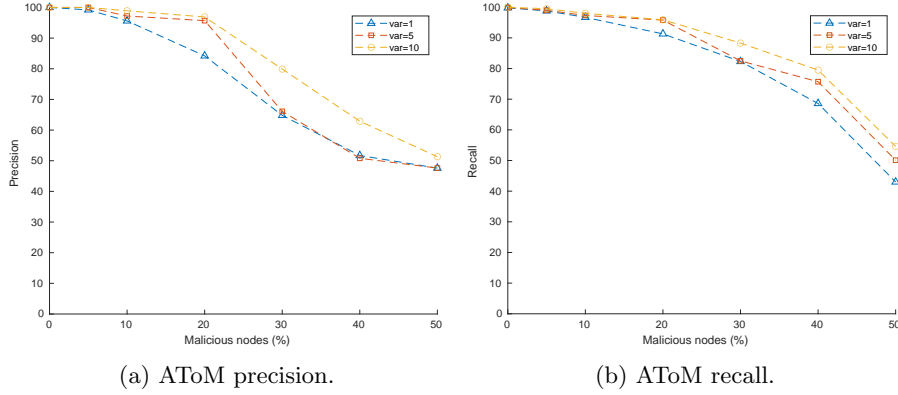 100
90
80
70
60
50
40
30
20
10
0
Precision
var=1
var=5
var=10
0 10 20 30 40 50
Malicious nodes (%)
(a) AToM precision.
100
90
80
70
60
50
40
30
20
10
0
Recall
var=1
var=5
var=10
0 10 20 30 40 50
Malicious nodes (%)
(b) AToM recall.